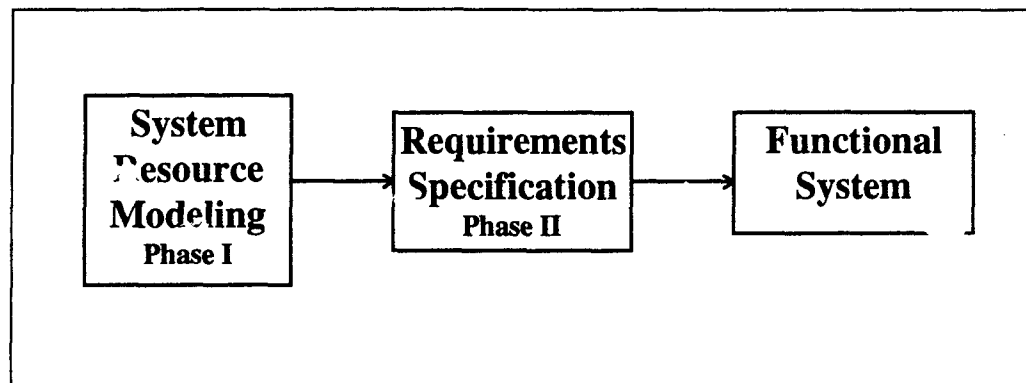 System
Resource
Modeling
Phase I
Requirements
Specification
Phase II
Functional
System